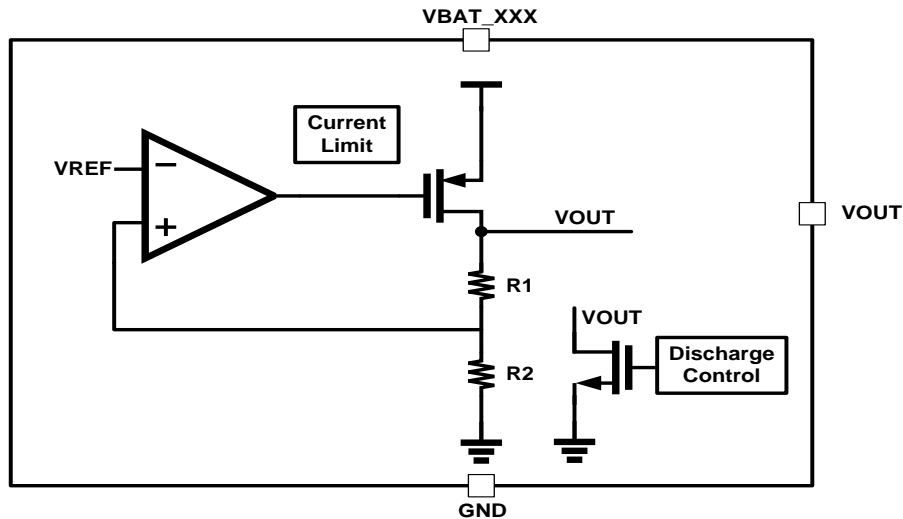 VBAT_XXX
Current
Limit
VREF
−
+
VOUT
VOUT
R1
VOUT
R2
Discharge
Control
GND